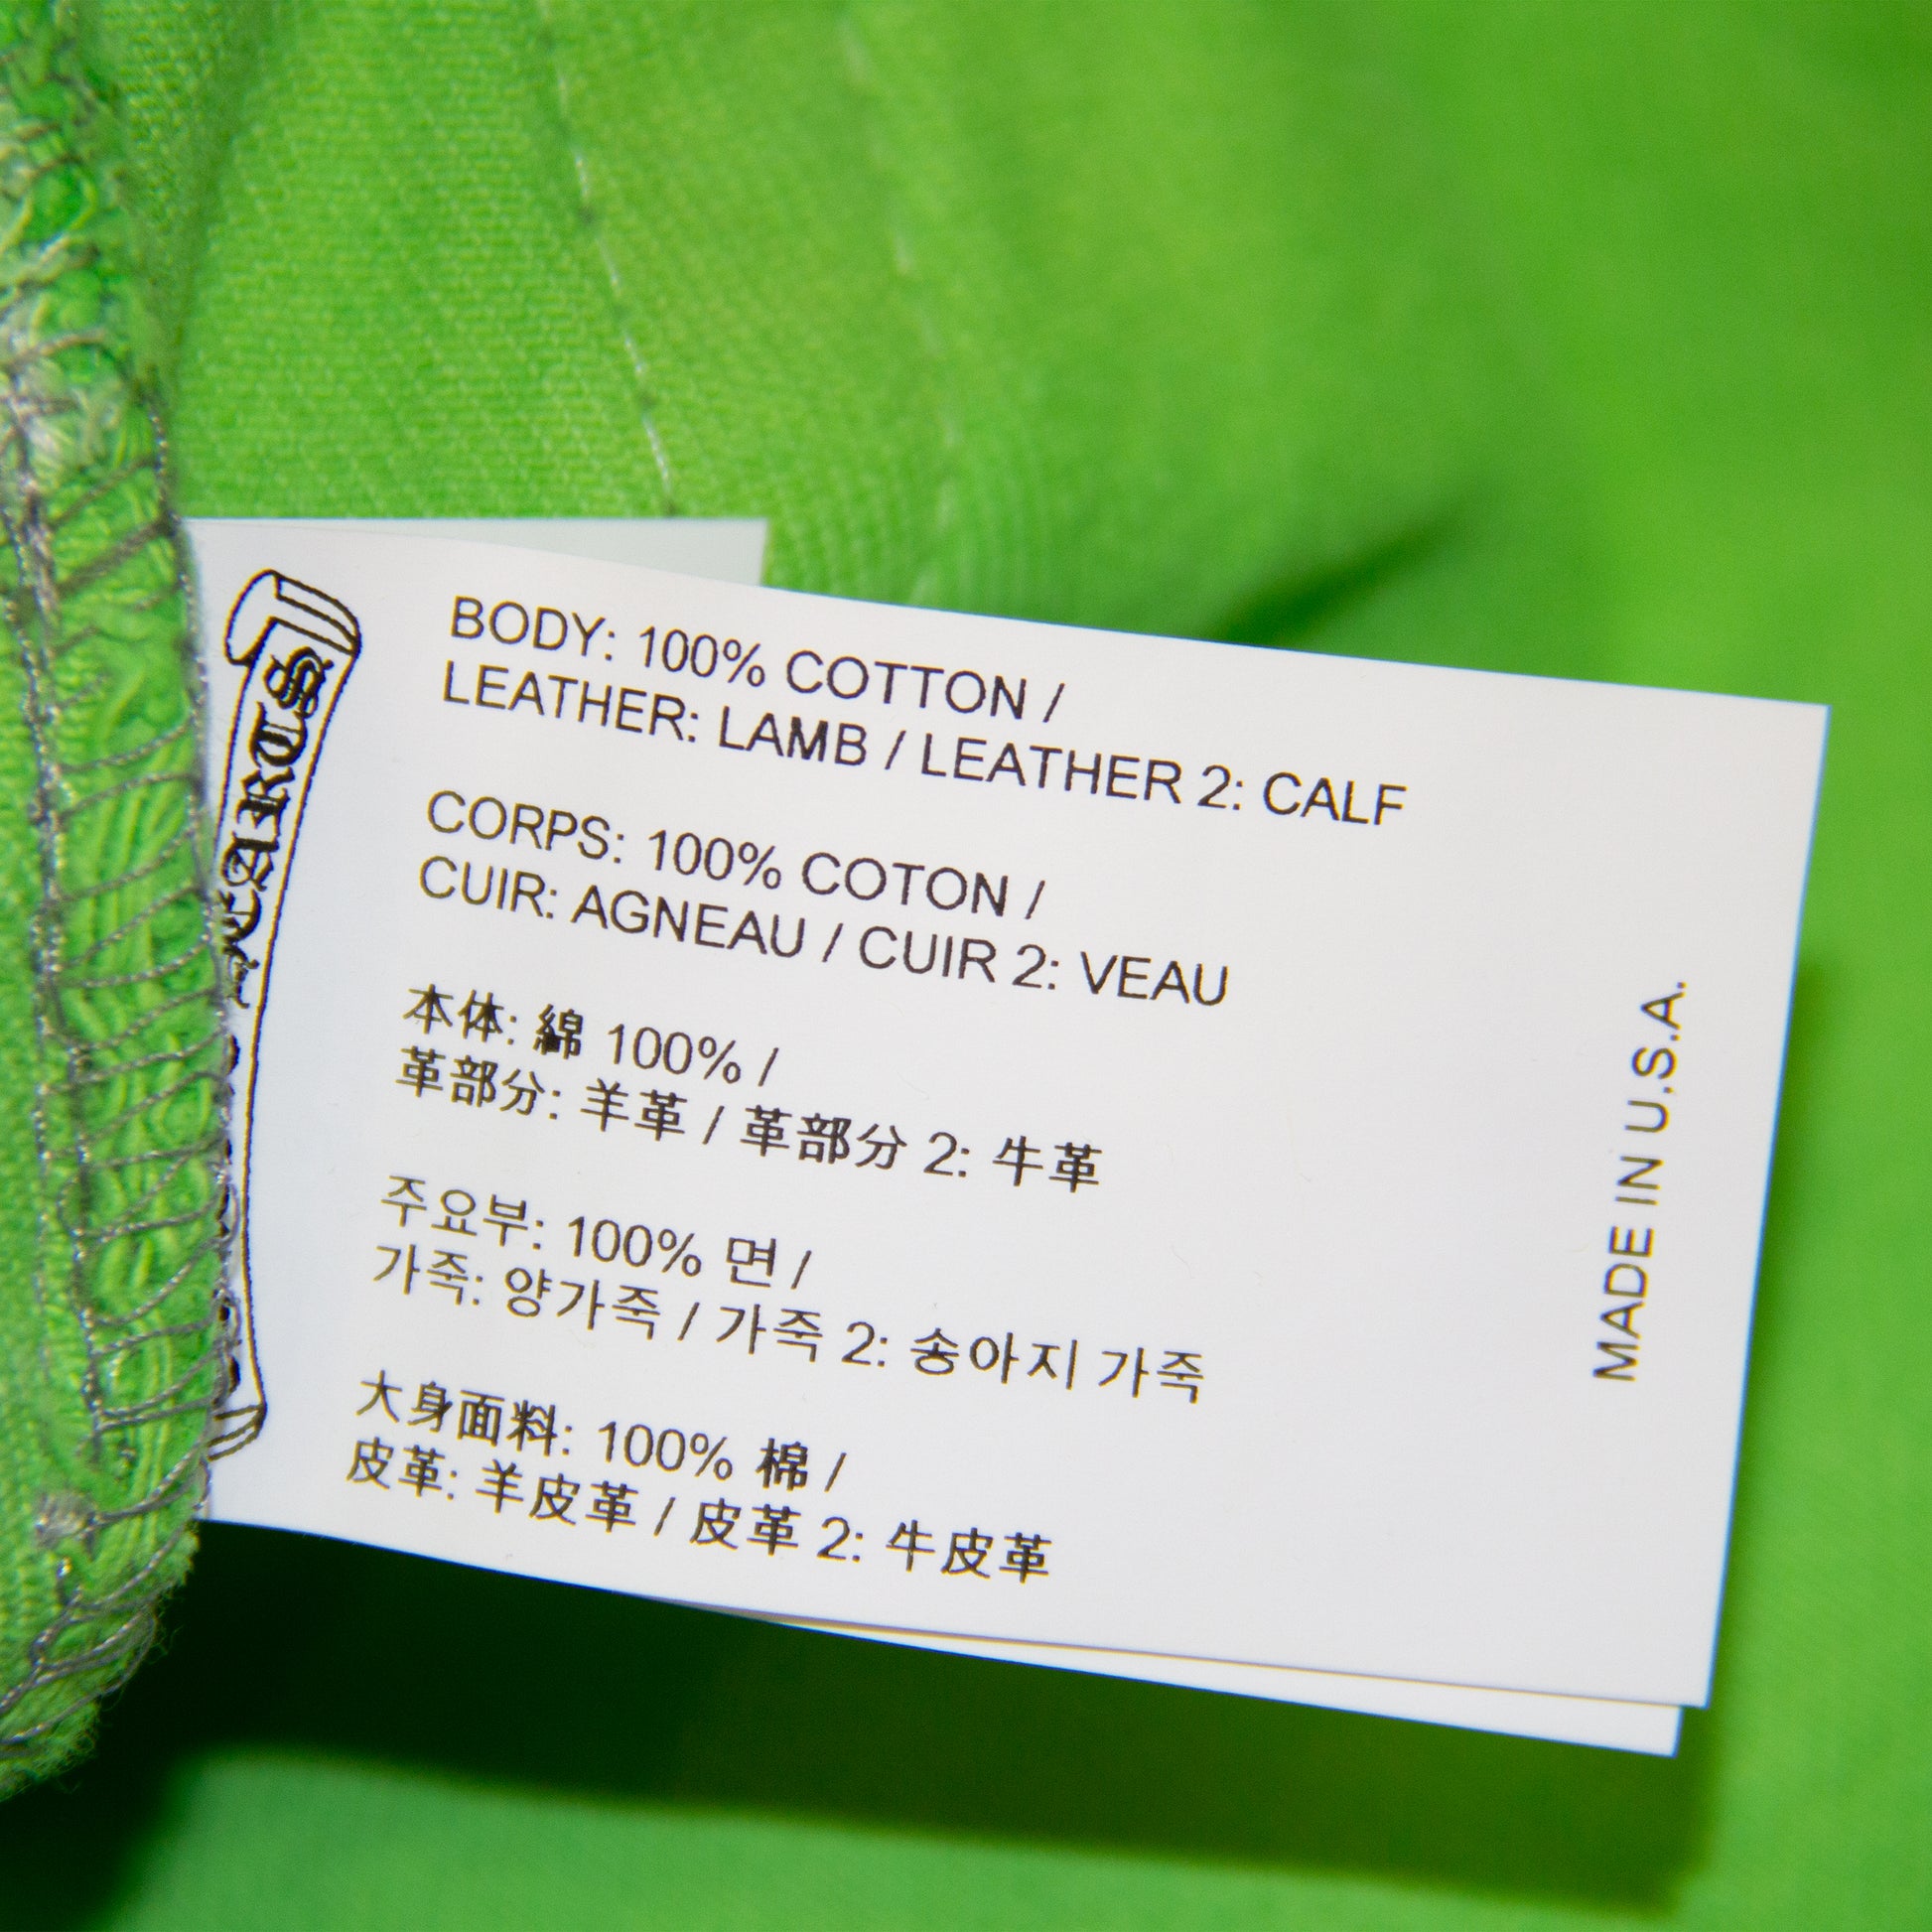 BODY: 100% COTTON /
LEATHER: LAMB / LEATHER 2: CALF
CORPS: 100% COTON /
CUIR: AGNEAU / CUIR 2: VEAU
本体: 綿 100% /
革部分: 羊革 / 革部分 2: 牛革
주요부: 100% 면 /
가죽: 양가죽 / 가죽 2: 송아지 가죽
大身面料: 100% 棉 /
皮革: 羊皮革 / 皮革 2: 牛皮革
MADE IN U.S.A.